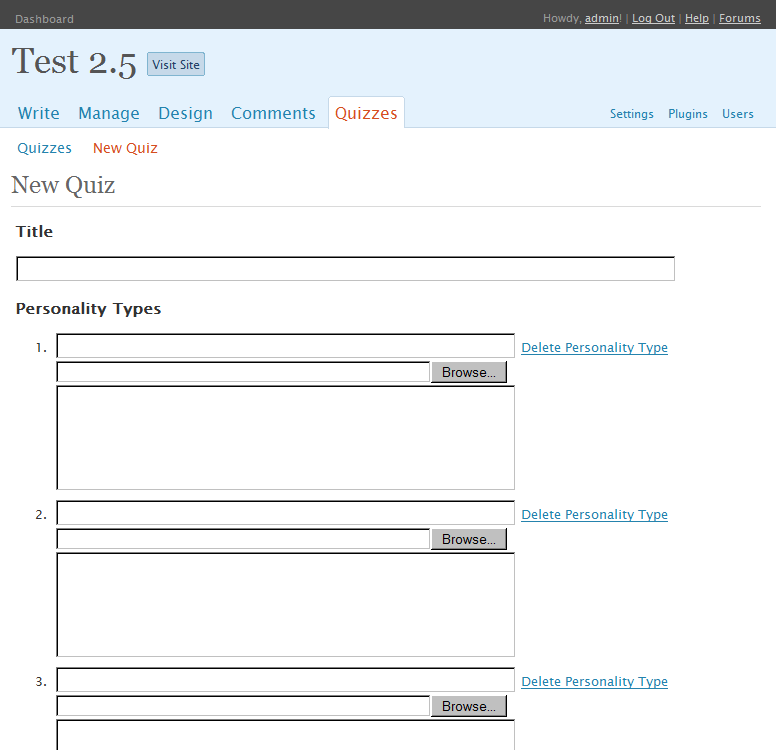 Dashboard Howdy, admin! | Log Out | Help | Forums
Test 2.5 Visit Site
Write Manage Design Comments Quizzes Settings Plugins Users
Quizzes New Quiz
New Quiz
Title
Personality Types
1. Delete Personality Type
Browse...
2. Delete Personality Type
Browse...
3. Delete Personality Type
Browse...